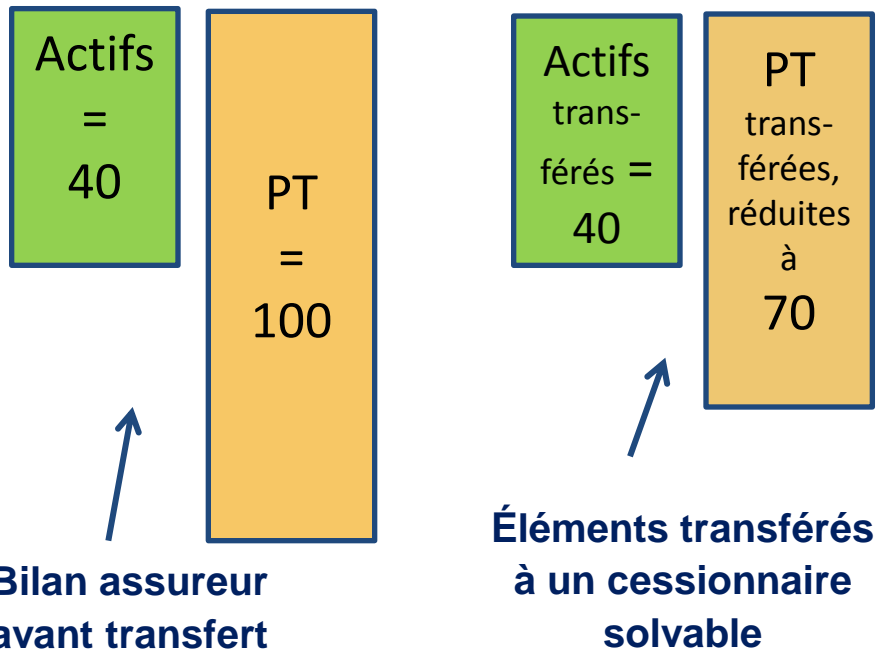 Actifs
=
40
PT
=
100
Actifs
trans-
férés =
40
PT
trans-
férées,
réduites
à
70
Bilan assureur
avant transfert
Éléments transférés
à un cessionnaire
solvable